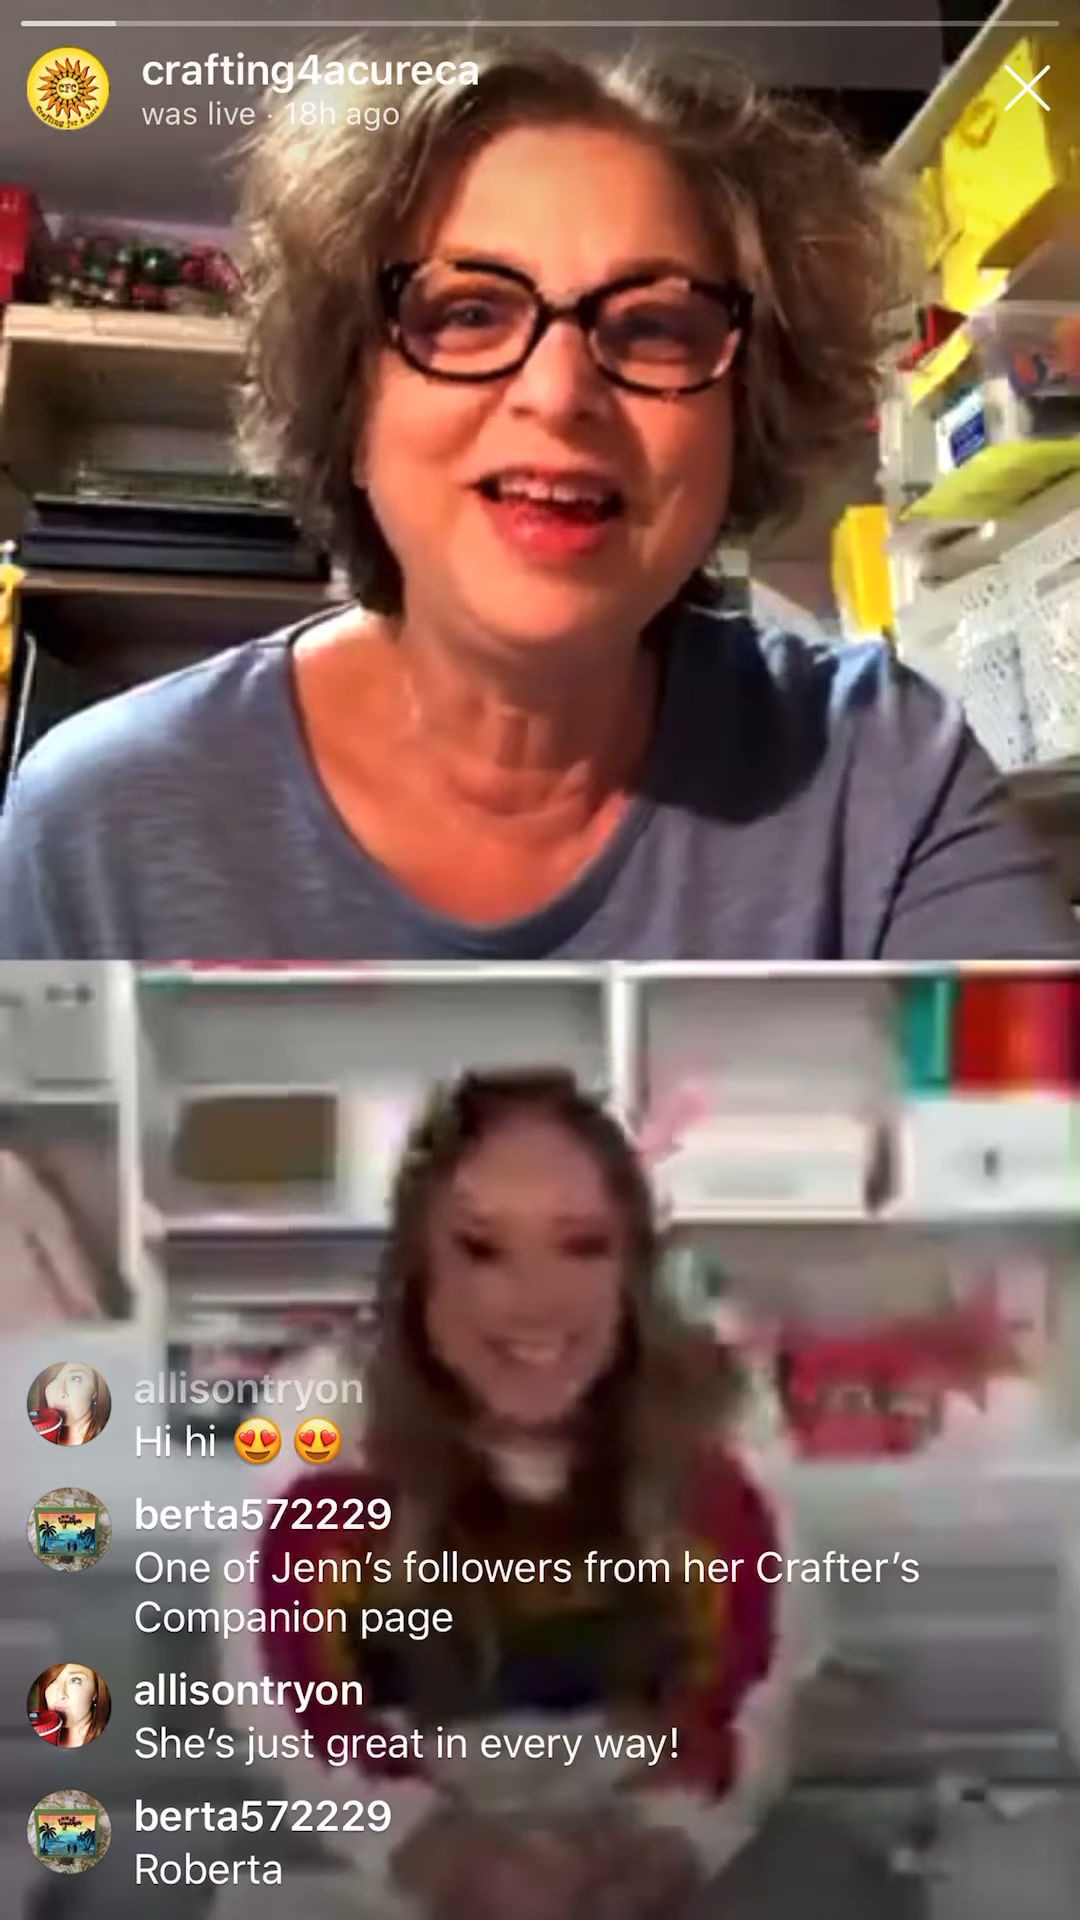 crafting4acureca
was live · 18h ago
CFC
allisontryon
Hi hi 😍 😍
berta572229
One of Jenn's followers from her Crafter's
Companion page
allisontryon
She's just great in every way!
berta572229
Roberta